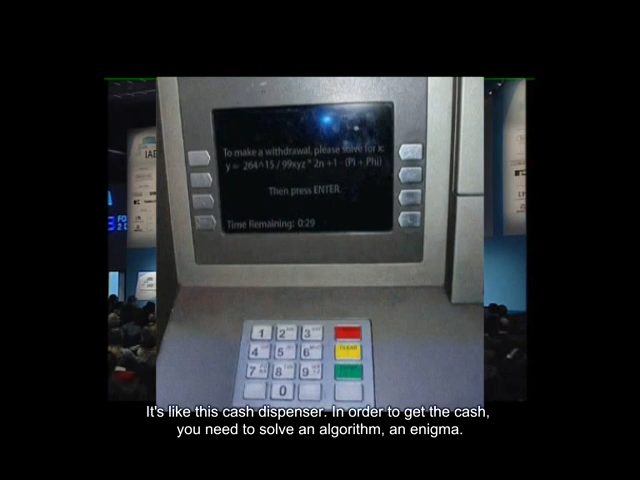 To make a withdrawal, please solve for x:
y = 264^15 / 99xyz * 2n +1 - (Pi + Phi)
Then press ENTER.
Time Remaining: 0:29
1 2 3
4 5 6 CLEAR
7 8 9
0
It's like this cash dispenser. In order to get the cash,
you need to solve an algorithm, an enigma.